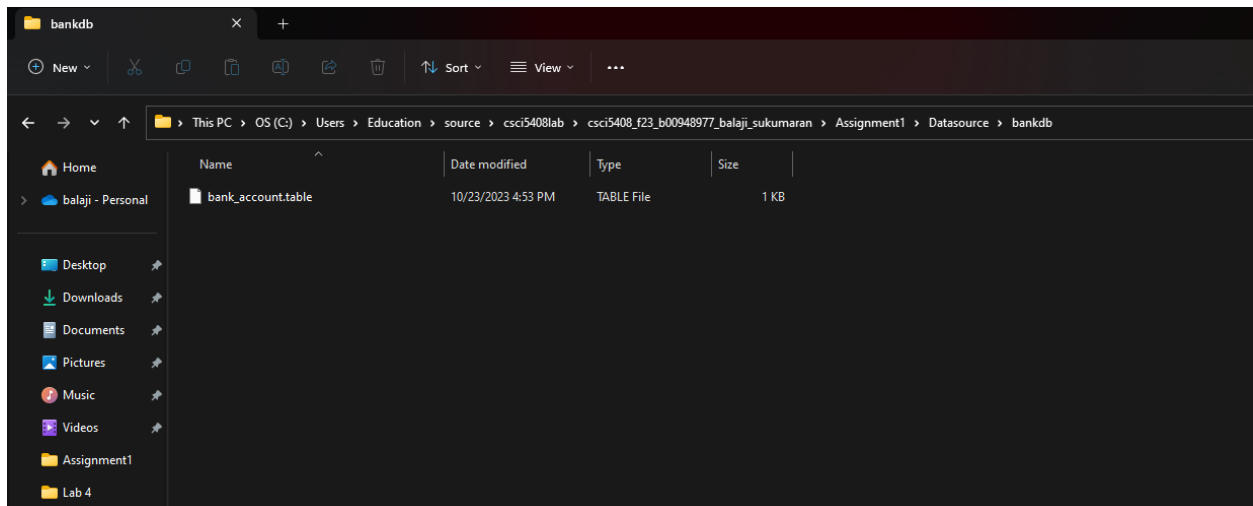 bankdb
New
Sort
View
This PC > OS (C:) > Users > Education > source > csci5408lab > csci5408_f23_b00948977_balaji_sukumaran > Assignment1 > Datasource > bankdb
Home
balaji - Personal
Desktop
Downloads
Documents
Pictures
Music
Videos
Assignment1
Lab 4
Name Date modified Type Size
bank_account.table 10/23/2023 4:53 PM TABLE File 1 KB